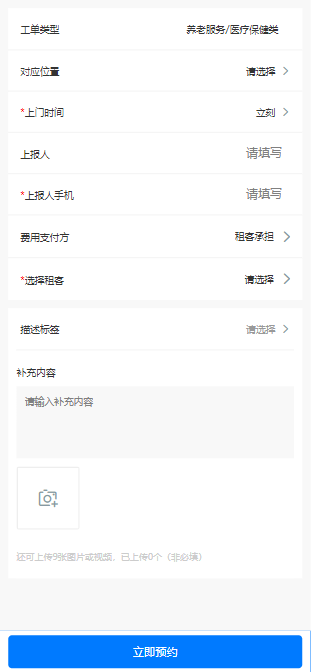 工单类型 养老服务/医疗保健类
对应位置 请选择
*上门时间 立刻
上报人 请填写
*上报人手机 请填写
费用支付方 租客承担
*选择租客 请选择
描述标签 请选择
补充内容
请输入补充内容
还可上传9张图片或视频，已上传0个（非必填）
立即预约